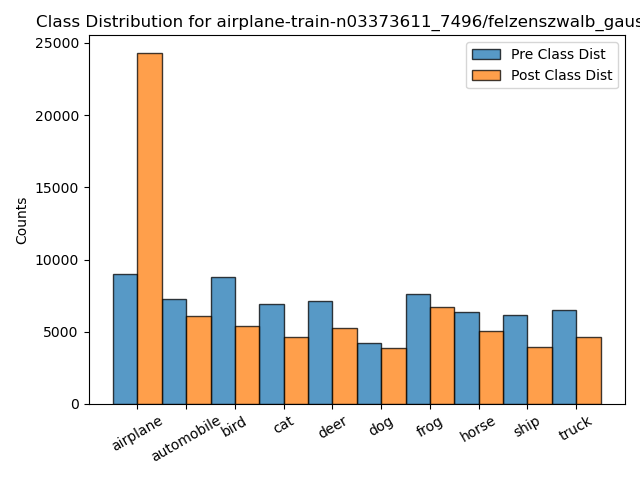 Class Distribution for airplane-train-n03373611_7496/felzenszwalb_gaus
Pre Class Dist
Post Class Dist
25000
20000
15000
10000
5000
0
Counts
airplane
automobile
bird
cat
deer
dog
frog
horse
ship
truck